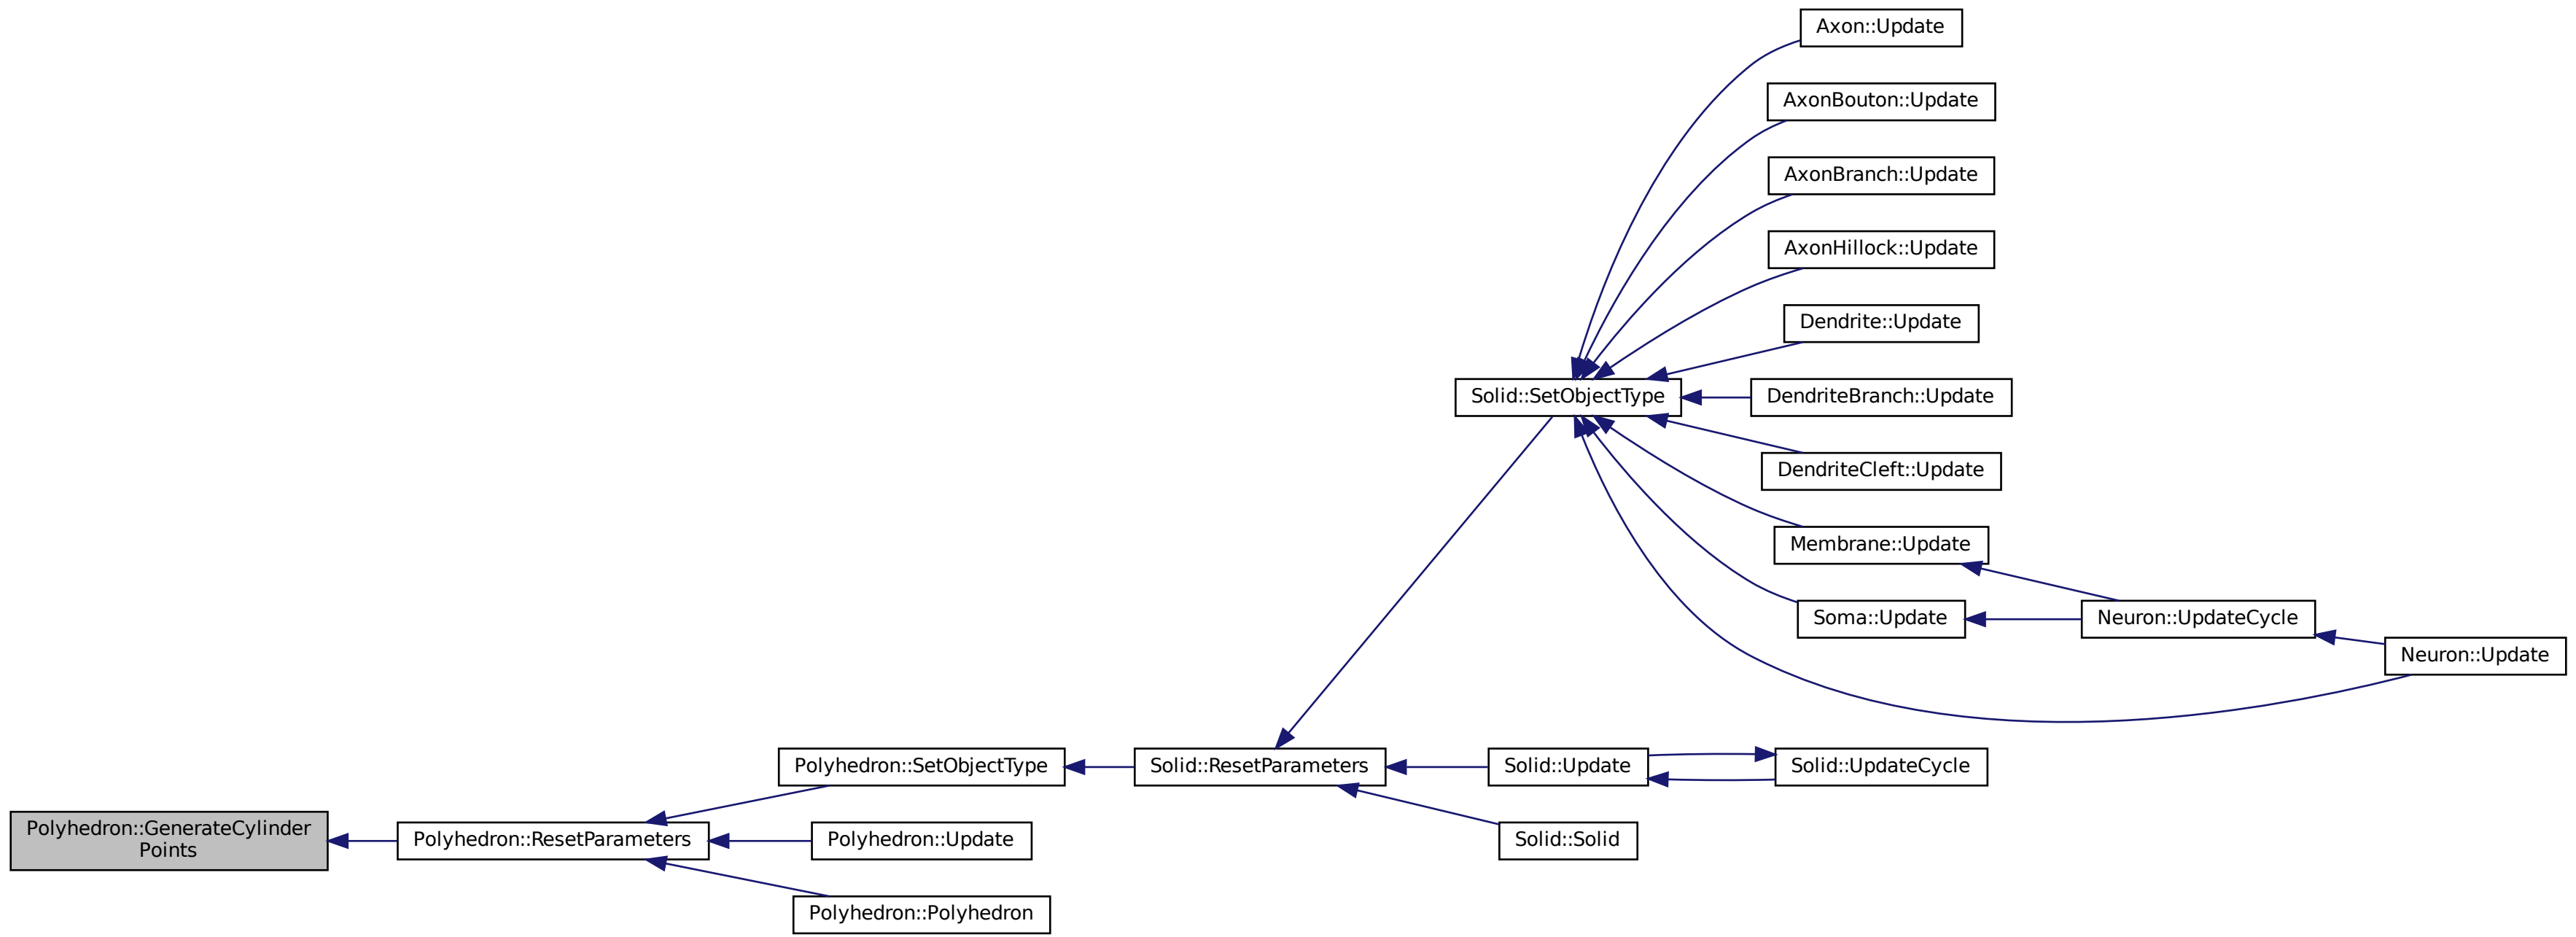 Axon::Update
AxonBouton::Update
AxonBranch::Update
AxonHillock::Update
Dendrite::Update
Solid::SetObjectType
DendriteBranch::Update
DendriteCleft::Update
Membrane::Update
Soma::Update
Neuron::UpdateCycle
Neuron::Update
Polyhedron::SetObjectType
Solid::ResetParameters
Solid::Update
Solid::UpdateCycle
Polyhedron::GenerateCylinder
Points
Polyhedron::ResetParameters
Polyhedron::Update
Solid::Solid
Polyhedron::Polyhedron